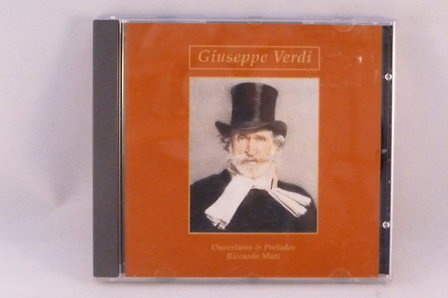 Giuseppe Verdi
Ouvertures & Preludes
Riccardo Muti